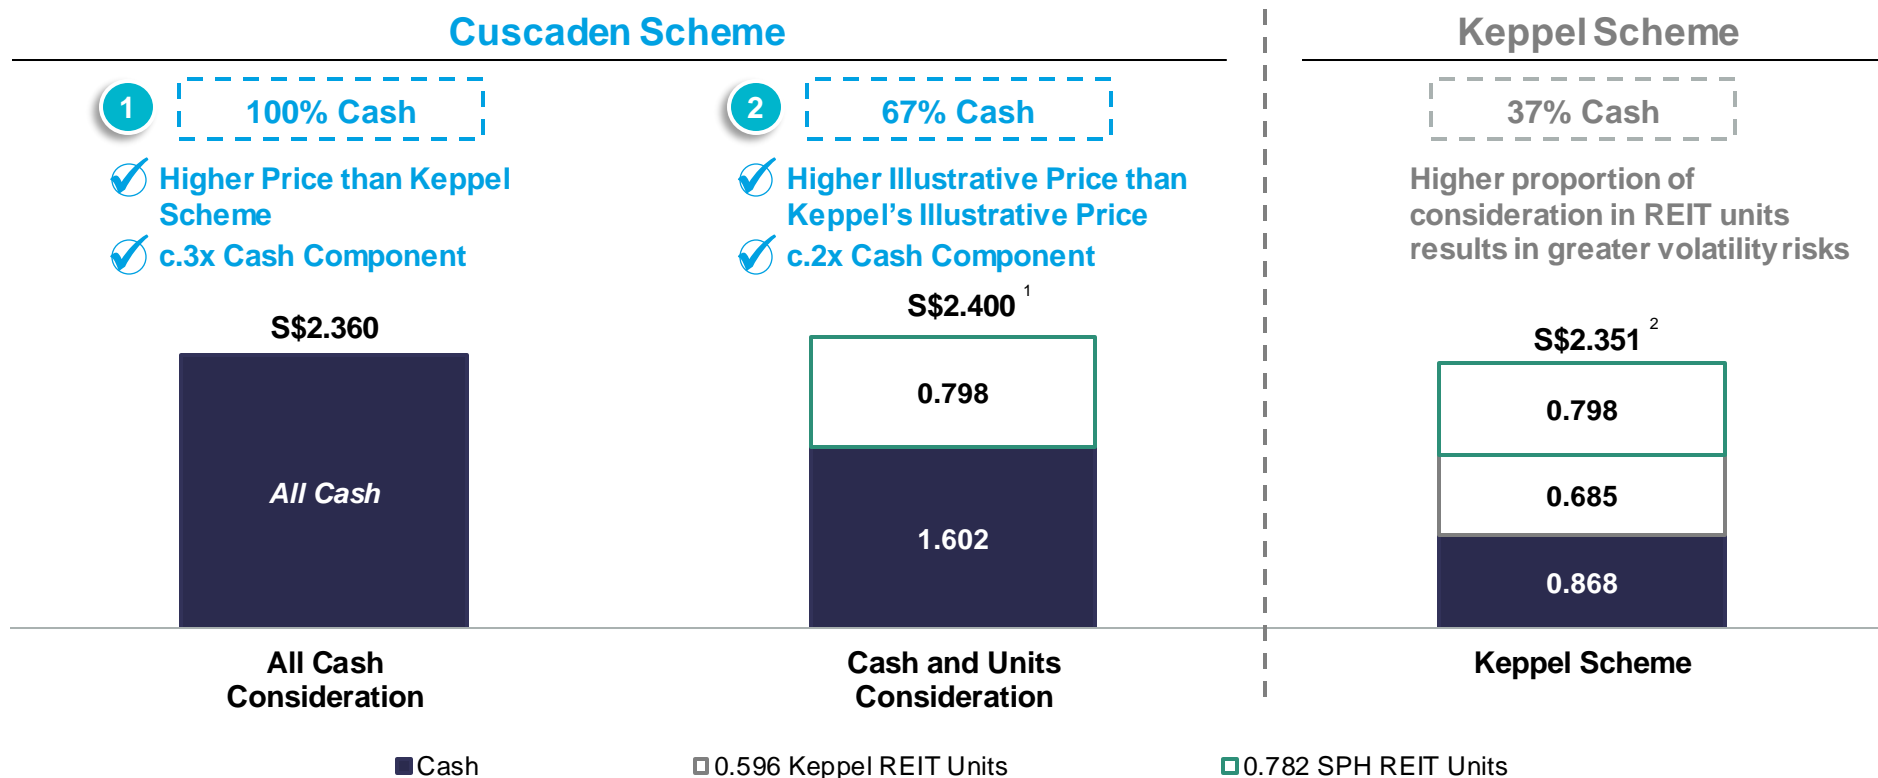 Cuscaden Scheme
Keppel Scheme
1
100% Cash
2
67% Cash
37% Cash
Higher Price than Keppel
Scheme
c.3x Cash Component
Higher Illustrative Price than
Keppel’s Illustrative Price
c.2x Cash Component
Higher proportion of
consideration in REIT units
results in greater volatility risks
S$2.360
S$2.400 1
S$2.351 2
All Cash
0.798
1.602
0.798
0.685
0.868
All Cash
Consideration
Cash and Units
Consideration
Keppel Scheme
Cash
0.596 Keppel REIT Units
0.782 SPH REIT Units